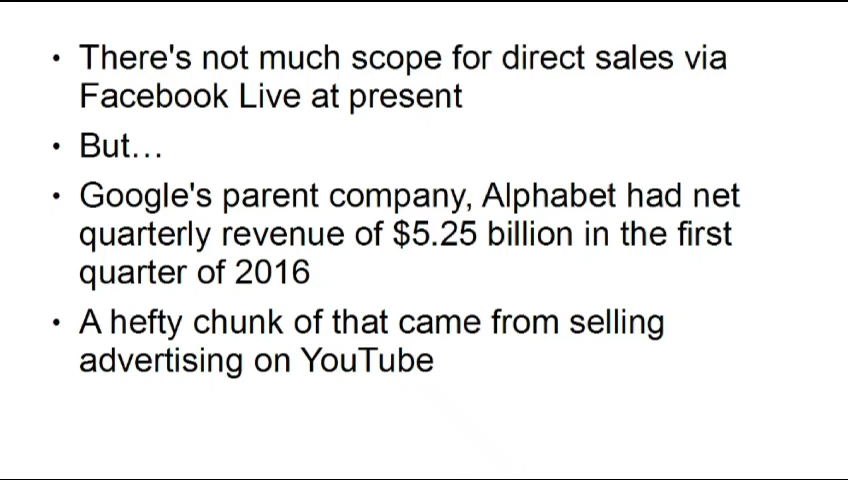 • There's not much scope for direct sales via
Facebook Live at present
• But…
• Google's parent company, Alphabet had net
quarterly revenue of $5.25 billion in the first
quarter of 2016
• A hefty chunk of that came from selling
advertising on YouTube